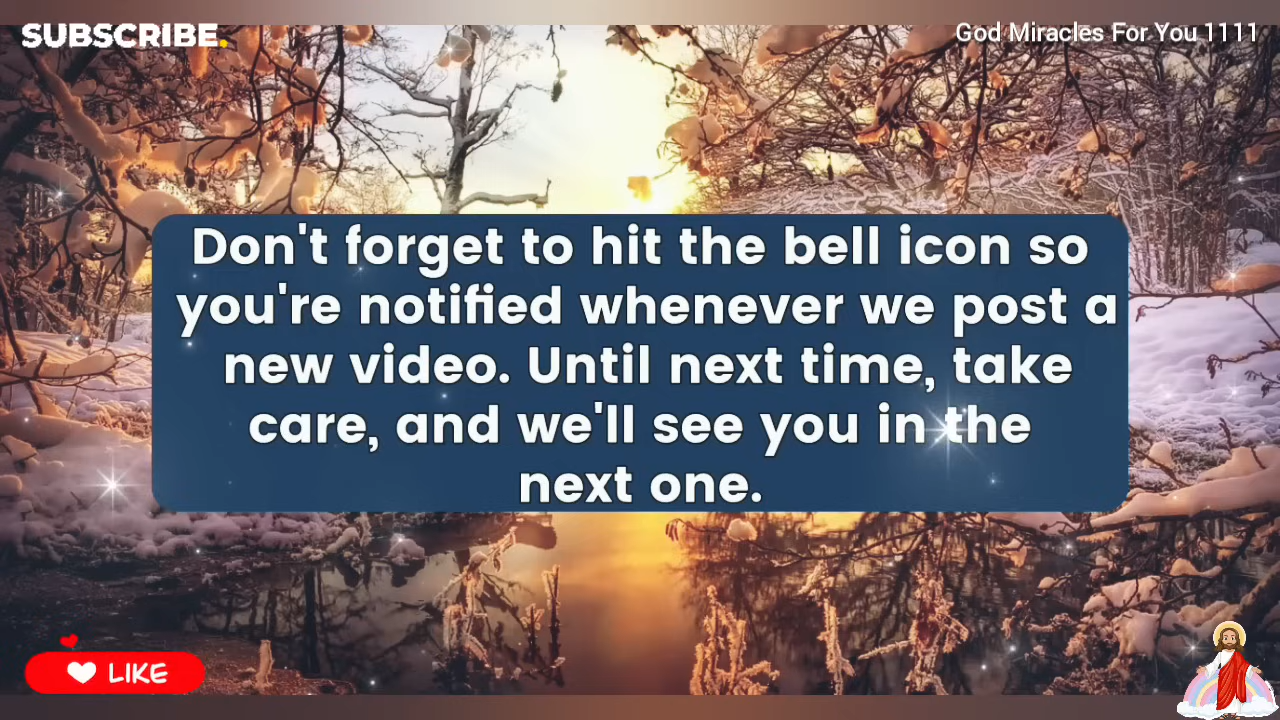 SUBSCRIBE.
God Miracles For You 1111
Don't forget to hit the bell icon so
you're notified whenever we post a
new video. Until next time, take
care, and we'll see you in the
next one.
LIKE